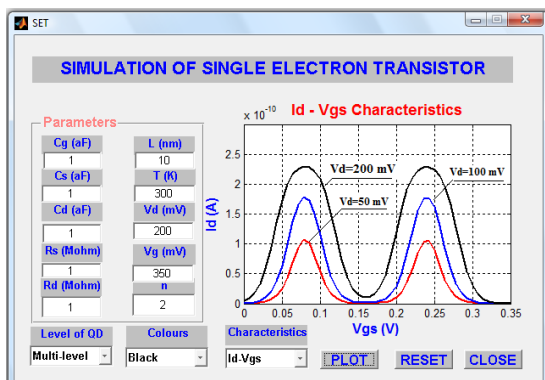 SET
SIMULATION OF SINGLE ELECTRON TRANSISTOR
Parameters
Cg (aF)
1
Cs (aF)
1
Cd (aF)
1
Rs (Mohm)
1
Rd (Mohm)
1
L (nm)
10
T (K)
300
Vd (mV)
200
Vg (mV)
350
n
2
Level of QD
Multi-level
Colours
Black
Characteristics
Id-Vgs
PLOT
RESET
CLOSE
x 10^-10
Id - Vgs Characteristics
Vd=200 mV
Vd=100 mV
Vd=50 mV
Id (A)
2.5
2
1.5
1
0.5
0
0 0.05 0.1 0.15 0.2 0.25 0.3 0.35
Vgs (V)